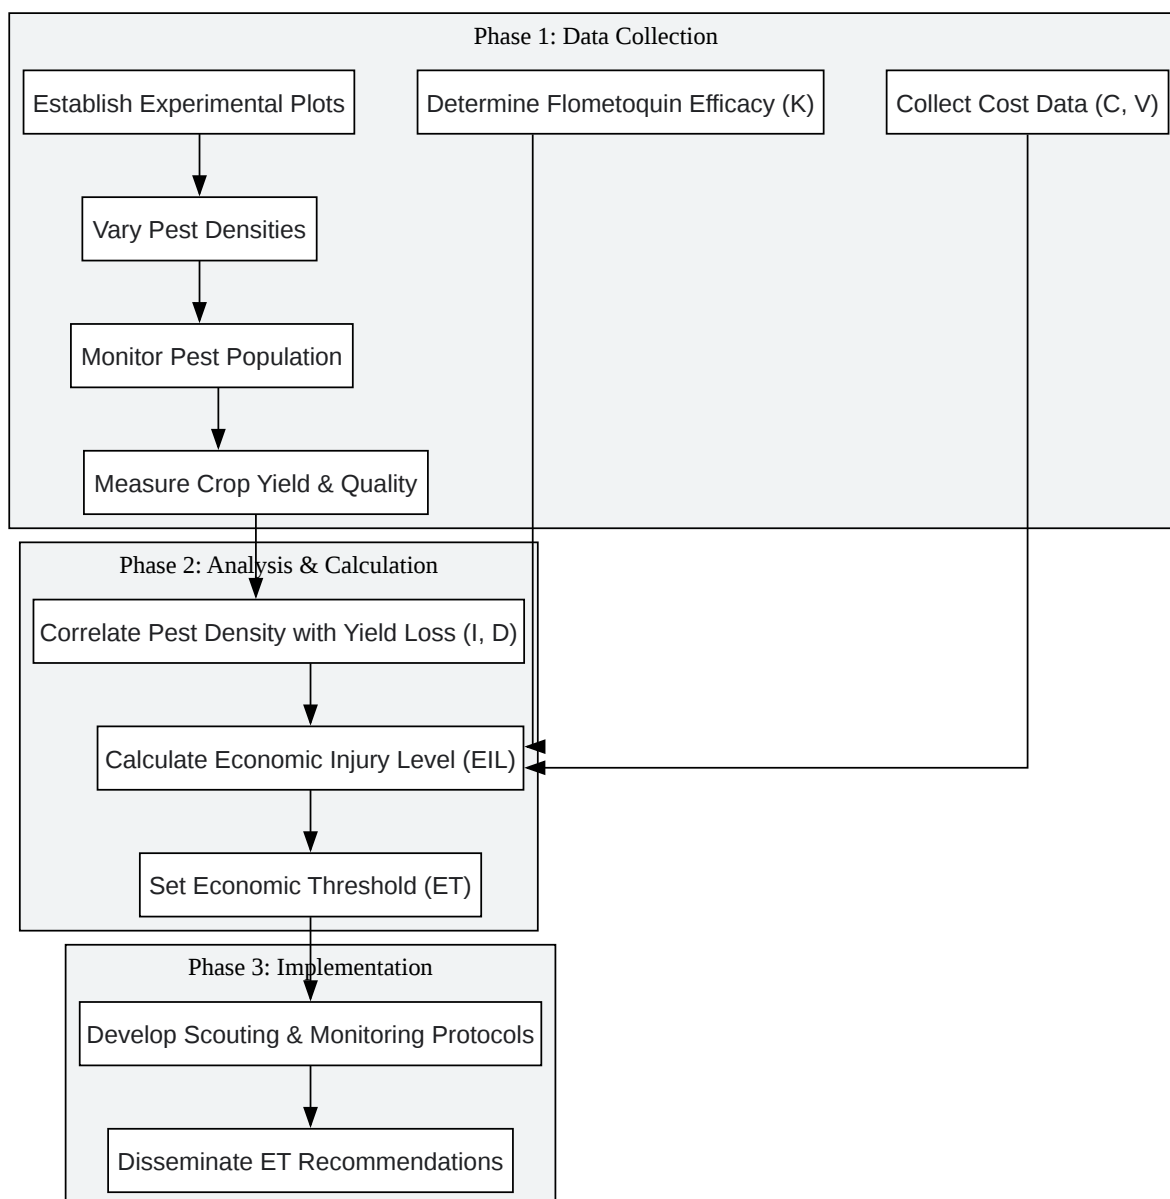 Phase 1: Data Collection
Establish Experimental Plots
Determine Flometoquin Efficacy (K)
Collect Cost Data (C, V)
Vary Pest Densities
Monitor Pest Population
Measure Crop Yield & Quality
Phase 2: Analysis & Calculation
Correlate Pest Density with Yield Loss (I, D)
Calculate Economic Injury Level (EIL)
Set Economic Threshold (ET)
Phase 3: Implementation
Develop Scouting & Monitoring Protocols
Disseminate ET Recommendations